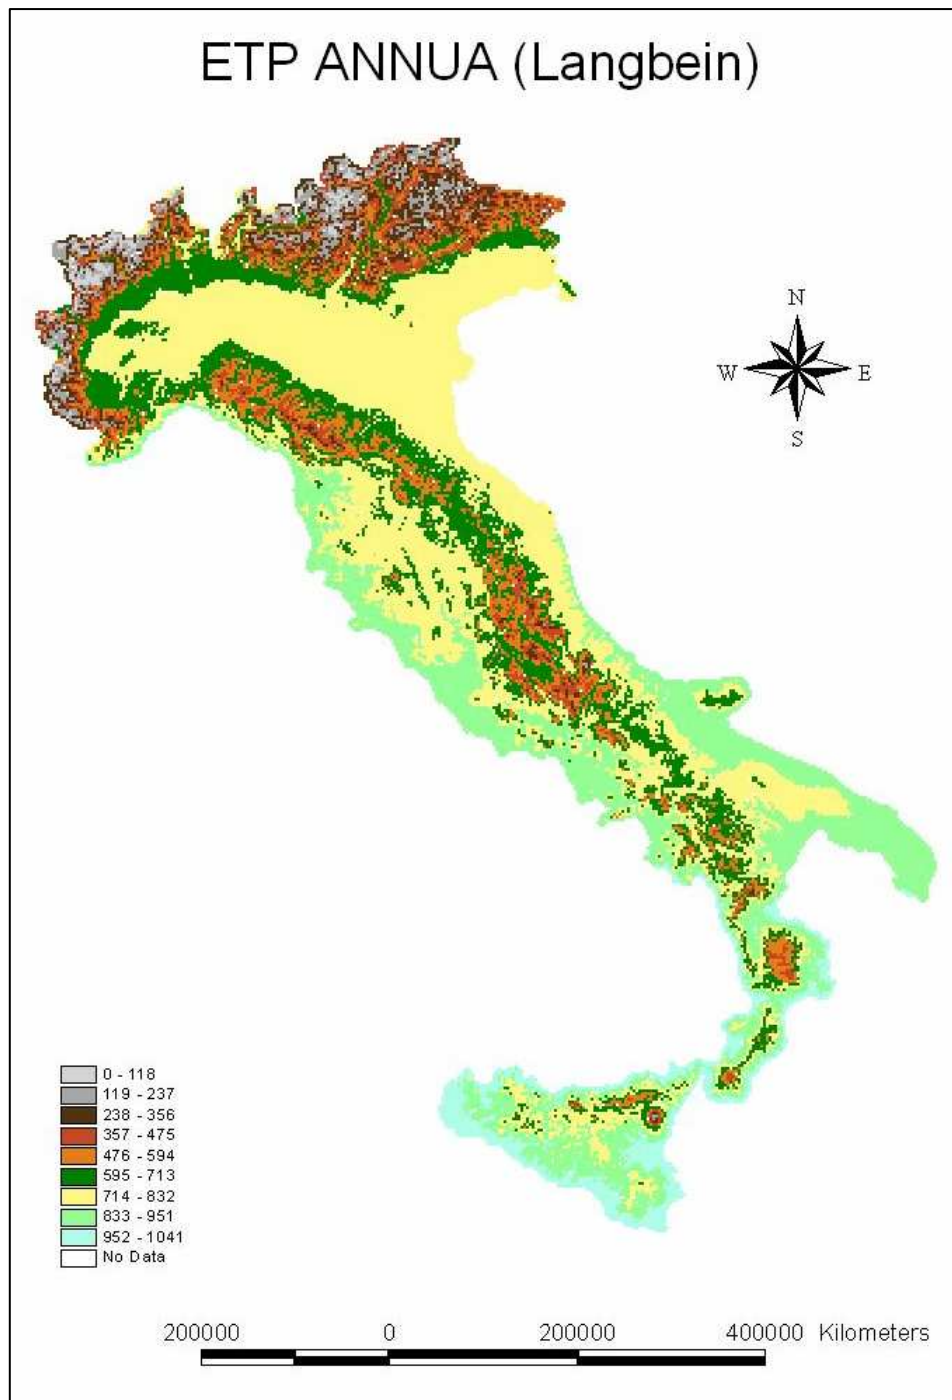 ETP ANNUA (Langbein)
N
W E
S
0 - 118
119 - 237
238 - 356
357 - 475
476 - 594
595 - 713
714 - 832
833 - 951
952 - 1041
No Data
200000 0 200000 400000 Kilometers